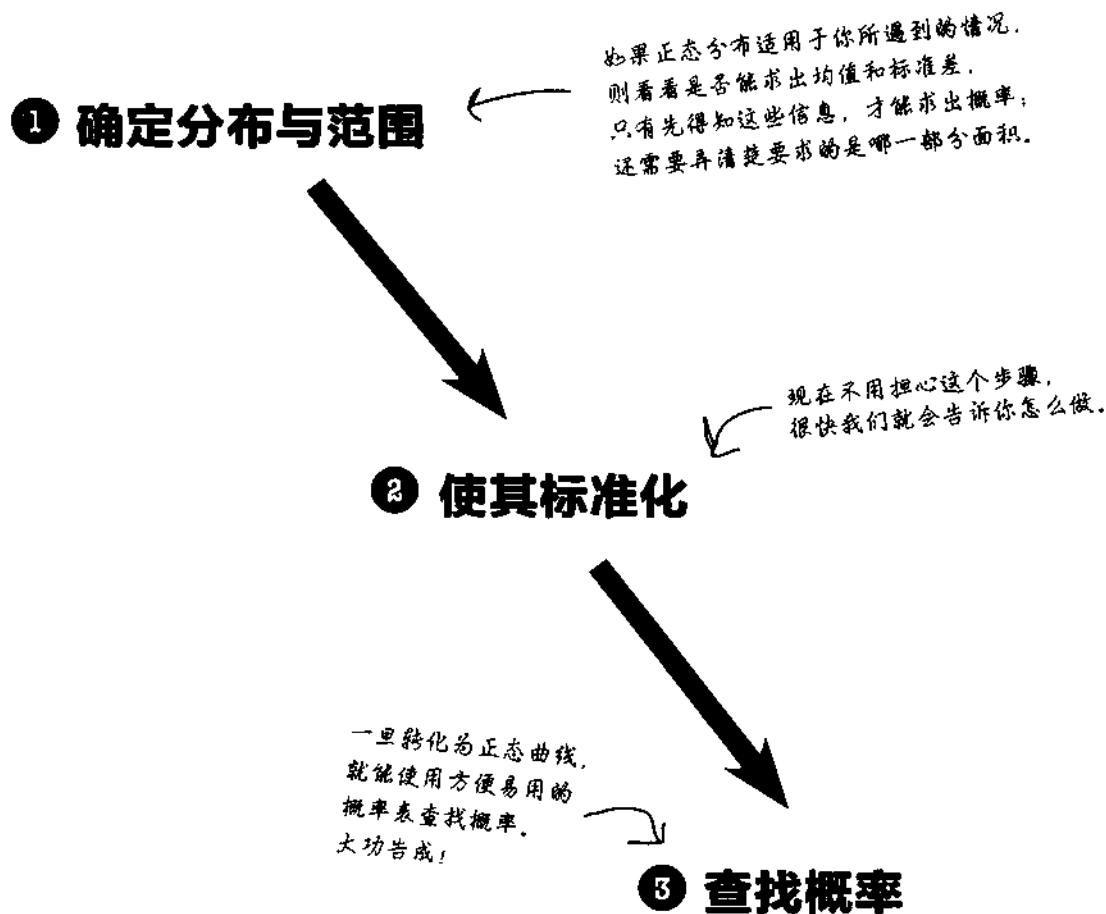 如果正态分布适用于你所遇到的情况，
则看看是否能求出均值和标准差，
只有先得知这些信息，才能求出概率；
还需要弄清楚要求的是哪一部分面积。
❶ 确定分布与范围
现在不用担心这个步骤，
很快我们就会告诉你怎么做。
❷ 使其标准化
一旦转化为正态曲线，
就能使用方便易用的
概率表查找概率。
大功告成！
❸ 查找概率